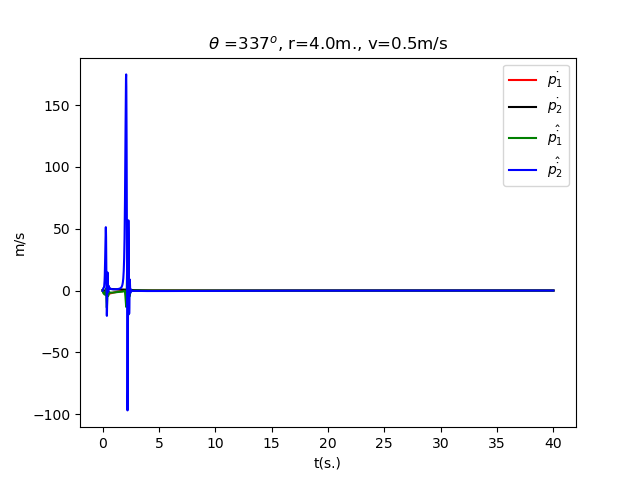 θ =337°, r=4.0m., v=0.5m/s
ṗ₁
ṗ₂
p̂̇₁
p̂̇₂
150
100
50
0
−50
−100
m/s
0 5 10 15 20 25 30 35 40
t(s.)